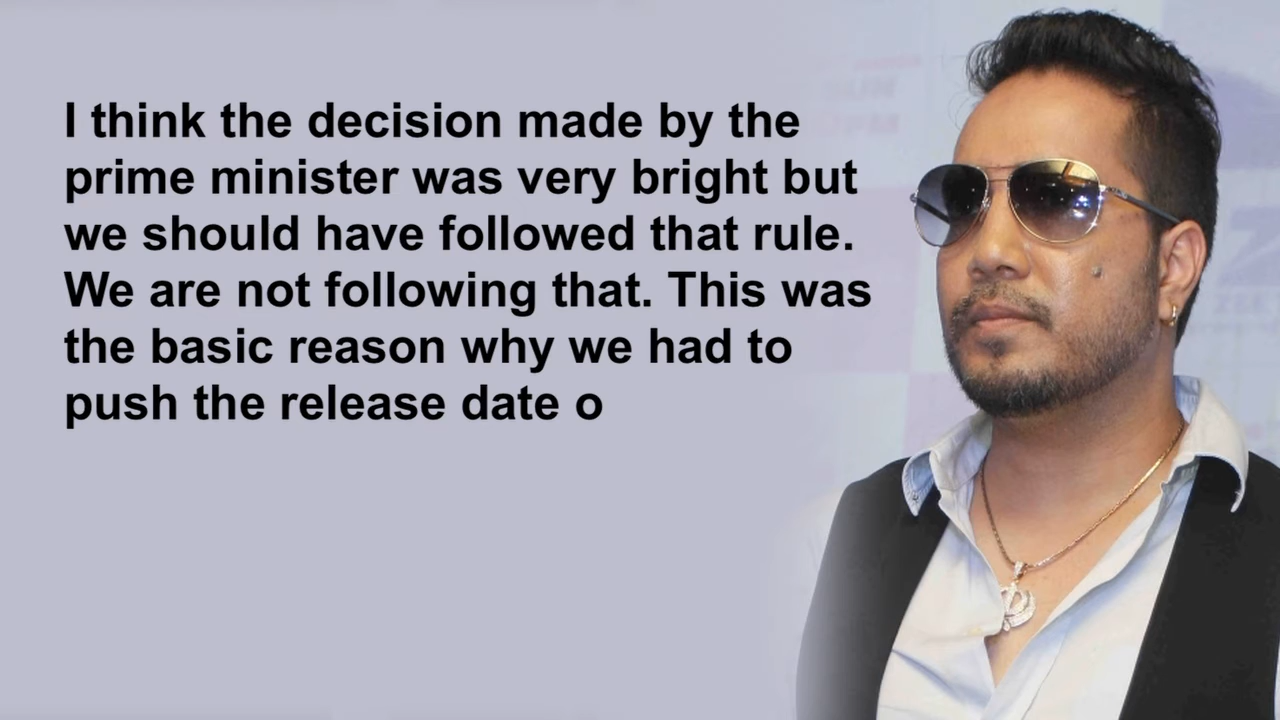 I think the decision made by the
prime minister was very bright but
we should have followed that rule.
We are not following that. This was
the basic reason why we had to
push the release date o